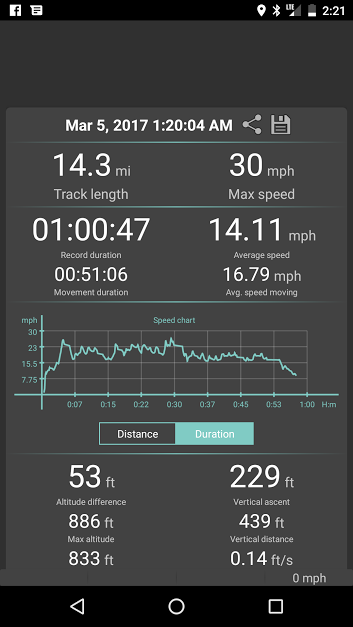 LTE 2:21
Mar 5, 2017 1:20:04 AM
14.3 mi 30 mph
Track length Max speed
01:00:47 14.11 mph
Record duration Average speed
00:51:06 16.79 mph
Movement duration Avg. speed moving
mph Speed chart
30
23
15.5
7.75
0:07 0:15 0:22 0:30 0:37 0:45 0:53 1:00 H:m
Distance Duration
53 ft 229 ft
Altitude difference Vertical ascent
886 ft 439 ft
Max altitude Vertical distance
833 ft 0.14 ft/s
0 mph